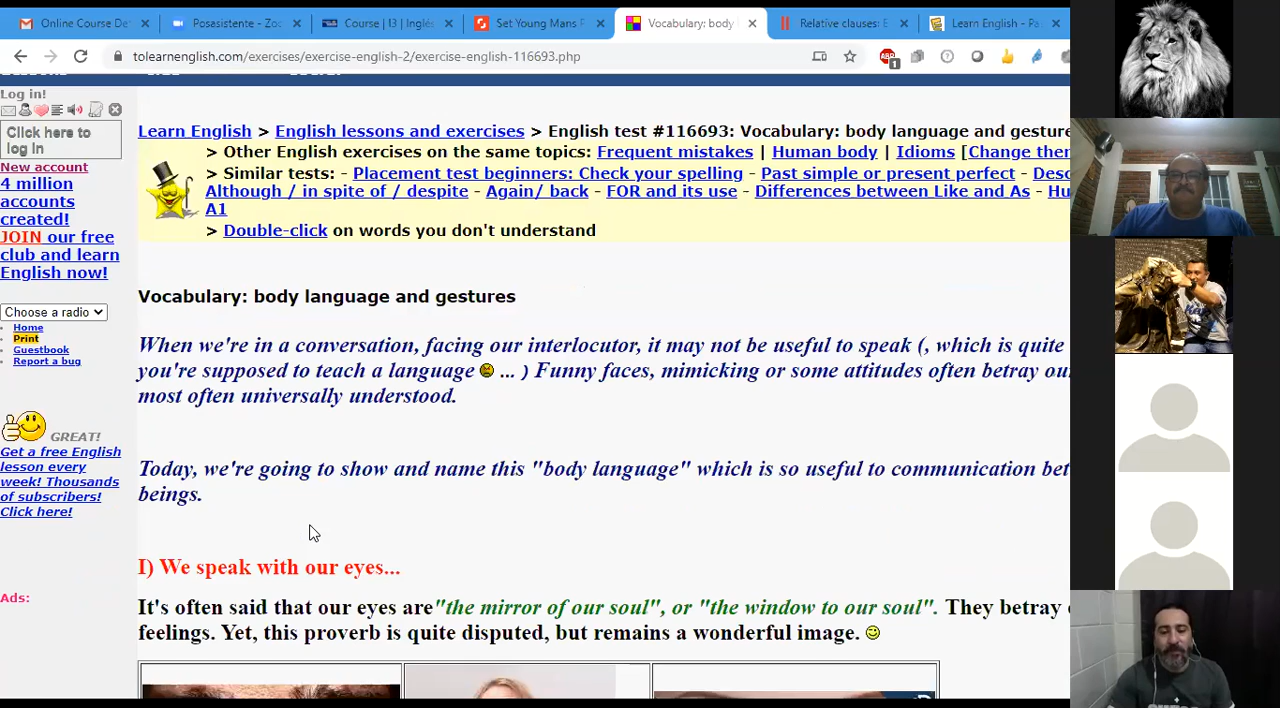 Online Course De
Posasistente - Zoo
Course | I3 | Inglés
Set Young Mans P
Vocabulary: body
Relative clauses: E
Learn English - Pa
tolearnenglish.com/exercises/exercise-english-2/exercise-english-116693.php
1
Log in!
Click here to
log in
New account
4 million
accounts
created!
JOIN our free
club and learn
English now!
Choose a radio
Home
Print
Guestbook
Report a bug
GREAT!
Get a free English
lesson every
week! Thousands
of subscribers!
Click here!
Ads:
Learn English > English lessons and exercises > English test #116693: Vocabulary: body language and gesture
> Other English exercises on the same topics: Frequent mistakes | Human body | Idioms [Change ther
> Similar tests: - Placement test beginners: Check your spelling - Past simple or present perfect - Desc
Although / in spite of / despite - Again/ back - FOR and its use - Differences between Like and As - Hu
A1
> Double-click on words you don't understand
Vocabulary: body language and gestures
When we're in a conversation, facing our interlocutor, it may not be useful to speak (, which is quite
you're supposed to teach a language ... ) Funny faces, mimicking or some attitudes often betray ou
most often universally understood.
Today, we're going to show and name this "body language" which is so useful to communication bet
beings.
I) We speak with our eyes...
It's often said that our eyes are "the mirror of our soul", or "the window to our soul". They betray
feelings. Yet, this proverb is quite disputed, but remains a wonderful image.